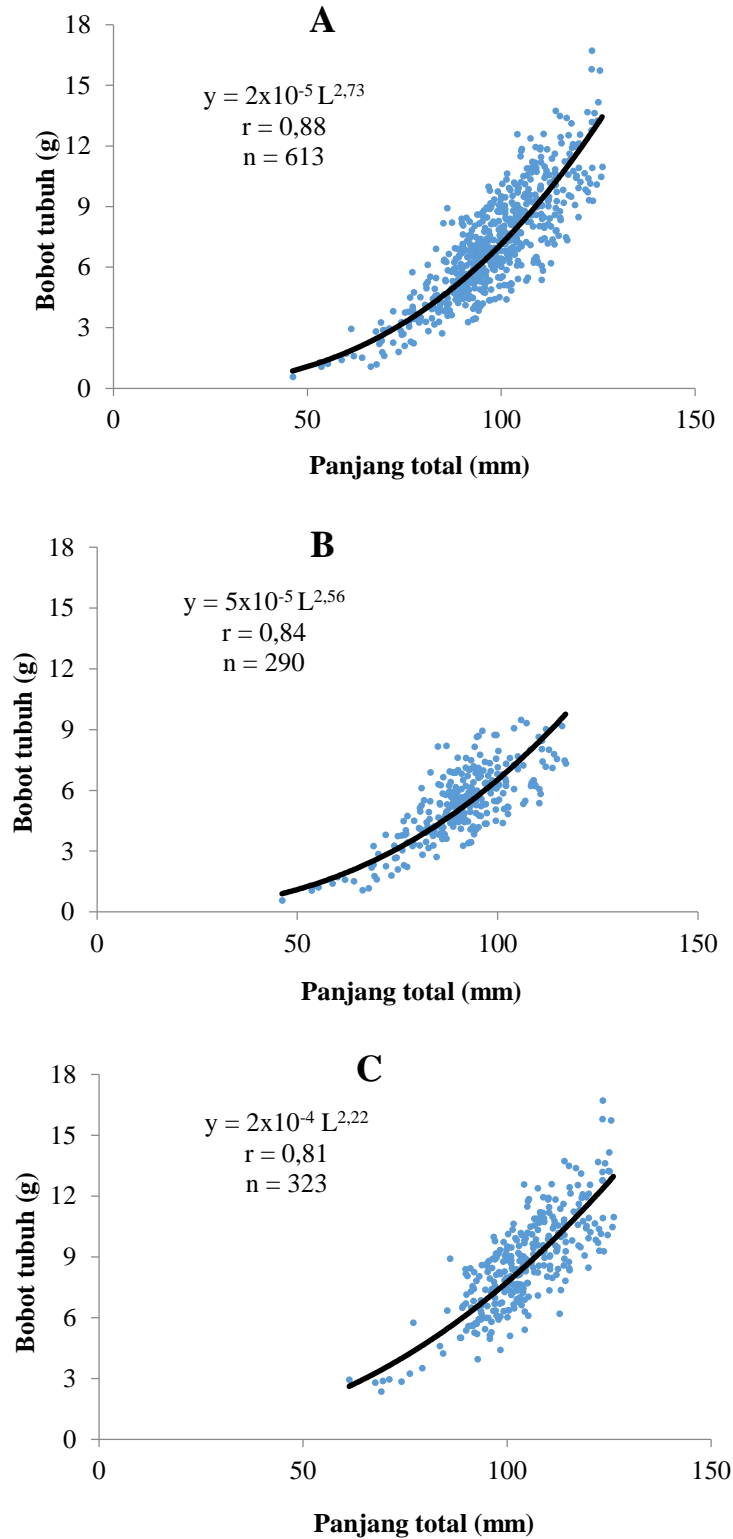 A
y = 2x10⁻⁵ L²,⁷³
r = 0,88
n = 613
18
15
12
9
6
3
0
Bobot tubuh (g)
0 50 100 150
Panjang total (mm)
B
y = 5x10⁻⁵ L²,⁵⁶
r = 0,84
n = 290
18
15
12
9
6
3
0
Bobot tubuh (g)
0 50 100 150
Panjang total (mm)
C
y = 2x10⁻⁴ L²,²²
r = 0,81
n = 323
18
15
12
9
6
3
0
Bobot tubuh (g)
0 50 100 150
Panjang total (mm)